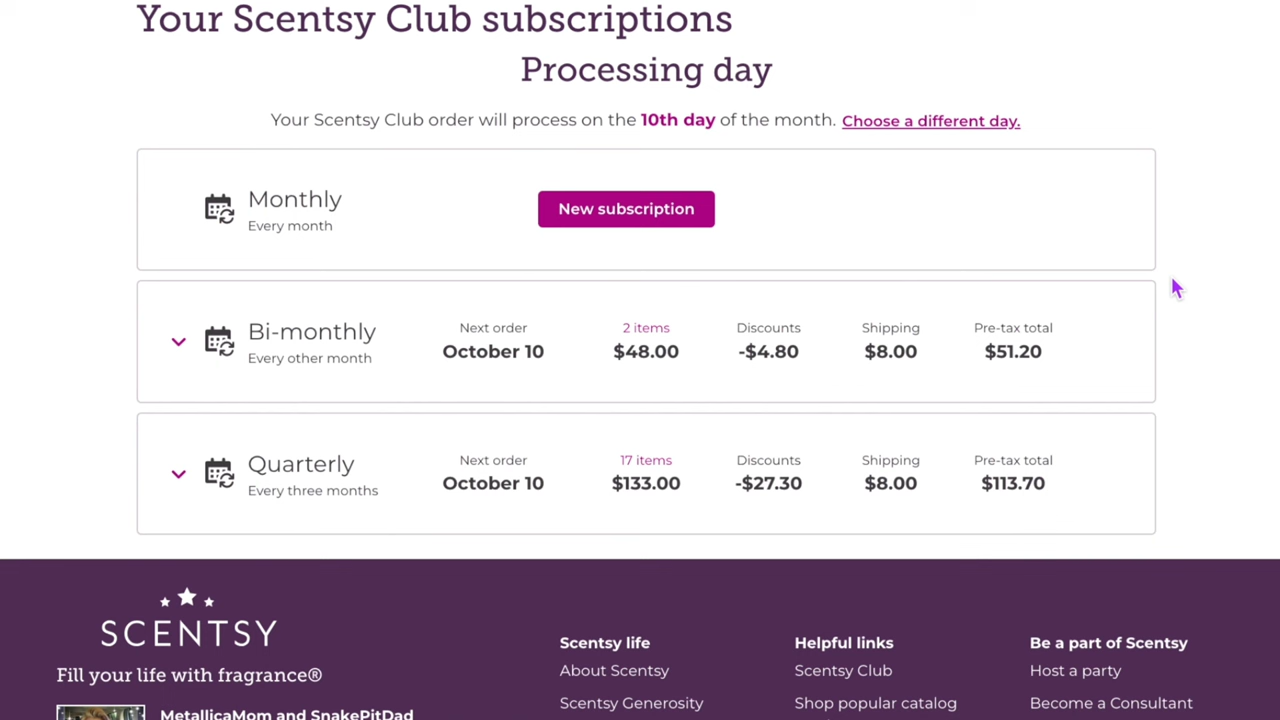 Your Scentsy Club subscriptions
Processing day
Your Scentsy Club order will process on the 10th day of the month. Choose a different day.
Monthly
Every month
New subscription
Bi-monthly
Every other month
Next order
October 10
2 items
$48.00
Discounts
-$4.80
Shipping
$8.00
Pre-tax total
$51.20
Quarterly
Every three months
Next order
October 10
17 items
$133.00
Discounts
-$27.30
Shipping
$8.00
Pre-tax total
$113.70
SCENTSY
Fill your life with fragrance®
MetallicaMom and SnakePitDad
Scentsy life
About Scentsy
Scentsy Generosity
Helpful links
Scentsy Club
Shop popular catalog
Be a part of Scentsy
Host a party
Become a Consultant